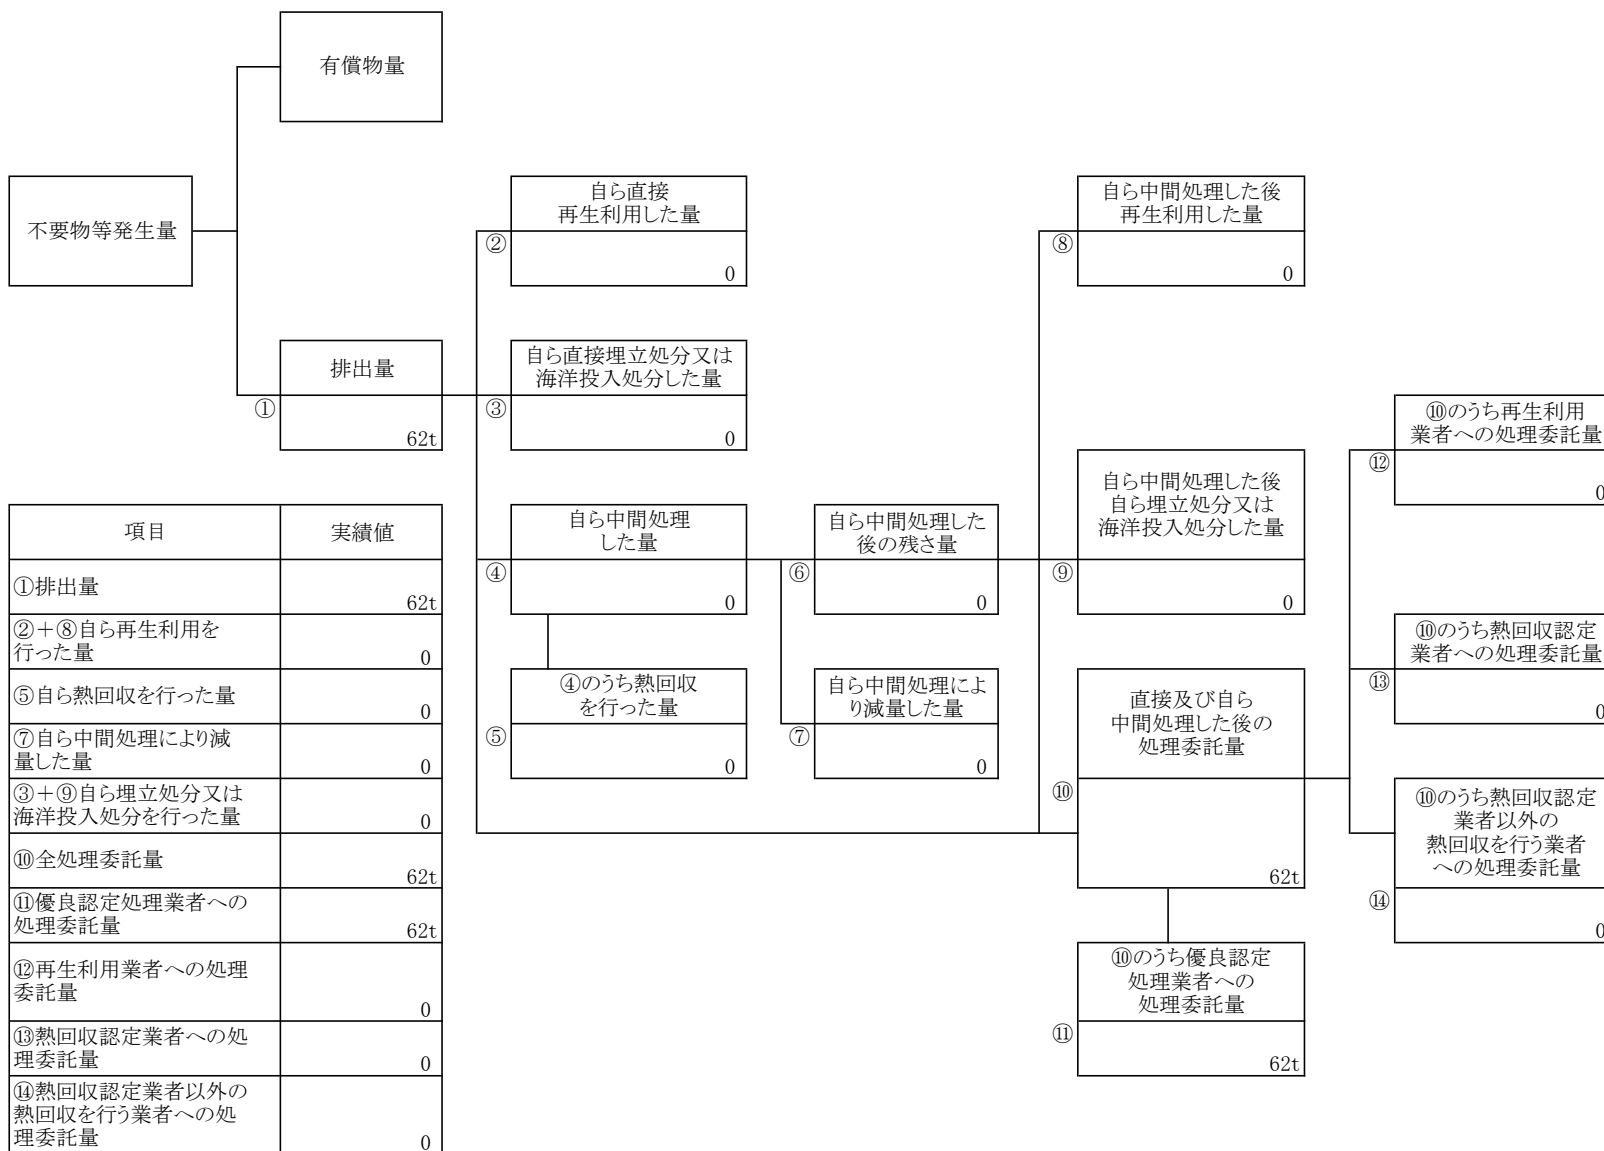 有償物量
不要物等発生量
自ら直接
再生利用した量
②
0
自ら中間処理した後
再生利用した量
⑧
0
排出量
①
62t
自ら直接埋立処分又は
海洋投入処分した量
③
0
⑩のうち再生利用
業者への処理委託量
⑫
0
自ら中間処理した後
自ら埋立処分又は
海洋投入処分した量
⑨
0
自ら中間処理
した量
④
0
自ら中間処理した
後の残さ量
⑥
0
⑩のうち熱回収認定
業者への処理委託量
⑬
0
④のうち熱回収
を行った量
⑤
0
自ら中間処理によ
り減量した量
⑦
0
直接及び自ら
中間処理した後の
処理委託量
⑩
62t
⑩のうち熱回収認定
業者以外の
熱回収を行う業者
への処理委託量
⑭
0
⑩のうち優良認定
処理業者への
処理委託量
⑪
62t
項目 実績値
①排出量
62t
②＋⑧自ら再生利用を
行った量
0
⑤自ら熱回収を行った量
0
⑦自ら中間処理により減
量した量
0
③＋⑨自ら埋立処分又は
海洋投入処分を行った量
0
⑩全処理委託量
62t
⑪優良認定処理業者への
処理委託量
62t
⑫再生利用業者への処理
委託量
0
⑬熱回収認定業者への処
理委託量
0
⑭熱回収認定業者以外の
熱回収を行う業者への処
理委託量
0